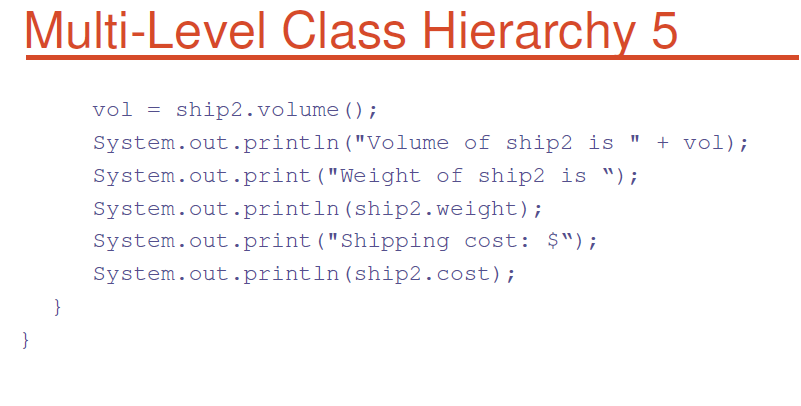 Multi-Level Class Hierarchy 5
vol = ship2.volume();
System.out.println("Volume of ship2 is " + vol);
System.out.print("Weight of ship2 is “);
System.out.println(ship2.weight);
System.out.print("Shipping cost: $“);
System.out.println(ship2.cost);
}
}